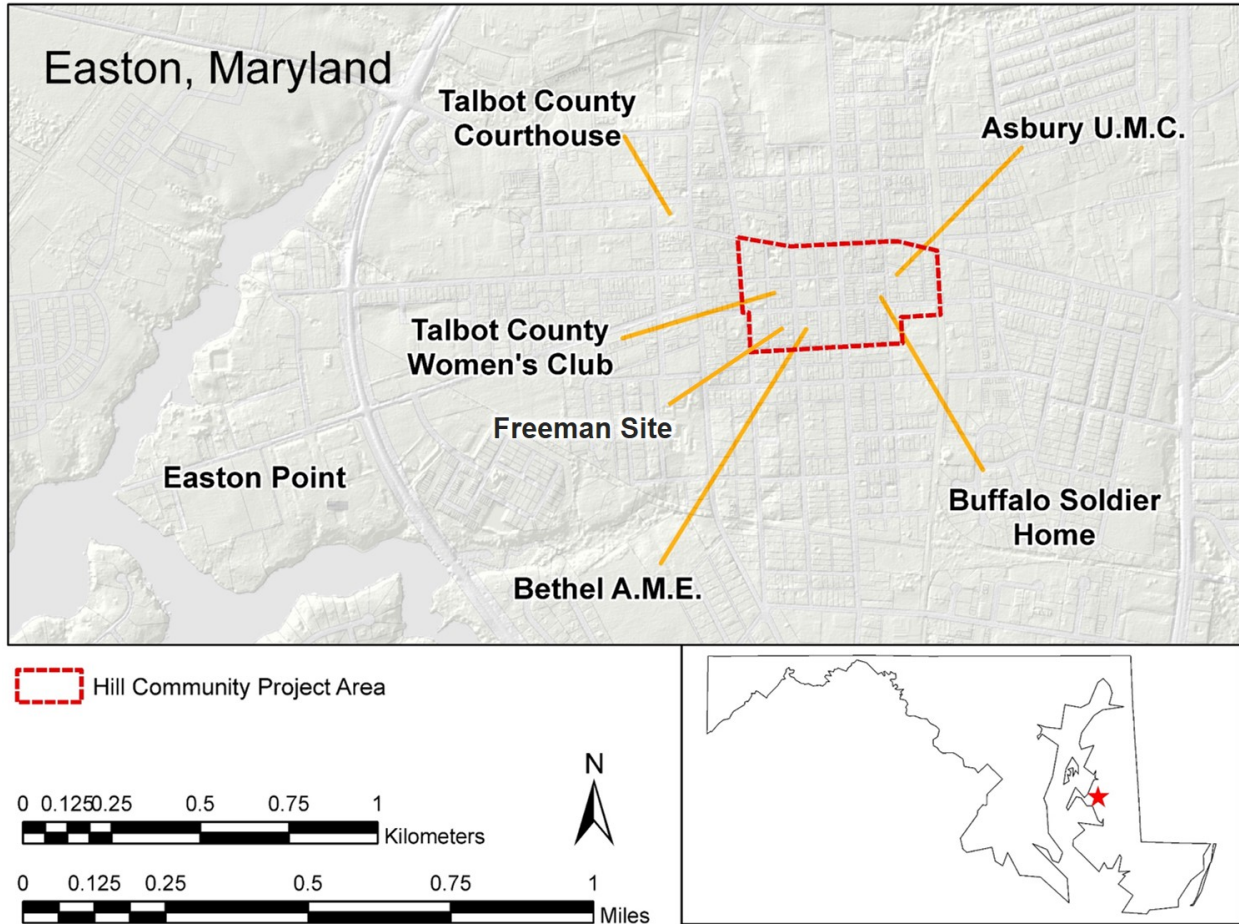 Easton, Maryland
Talbot County
Courthouse
Asbury U.M.C.
Talbot County
Women's Club
Freeman Site
Easton Point
Buffalo Soldier
Home
Bethel A.M.E.
Hill Community Project Area
N
0 0.125 0.25 0.5 0.75 1
Kilometers
0 0.125 0.25 0.5 0.75 1
Miles